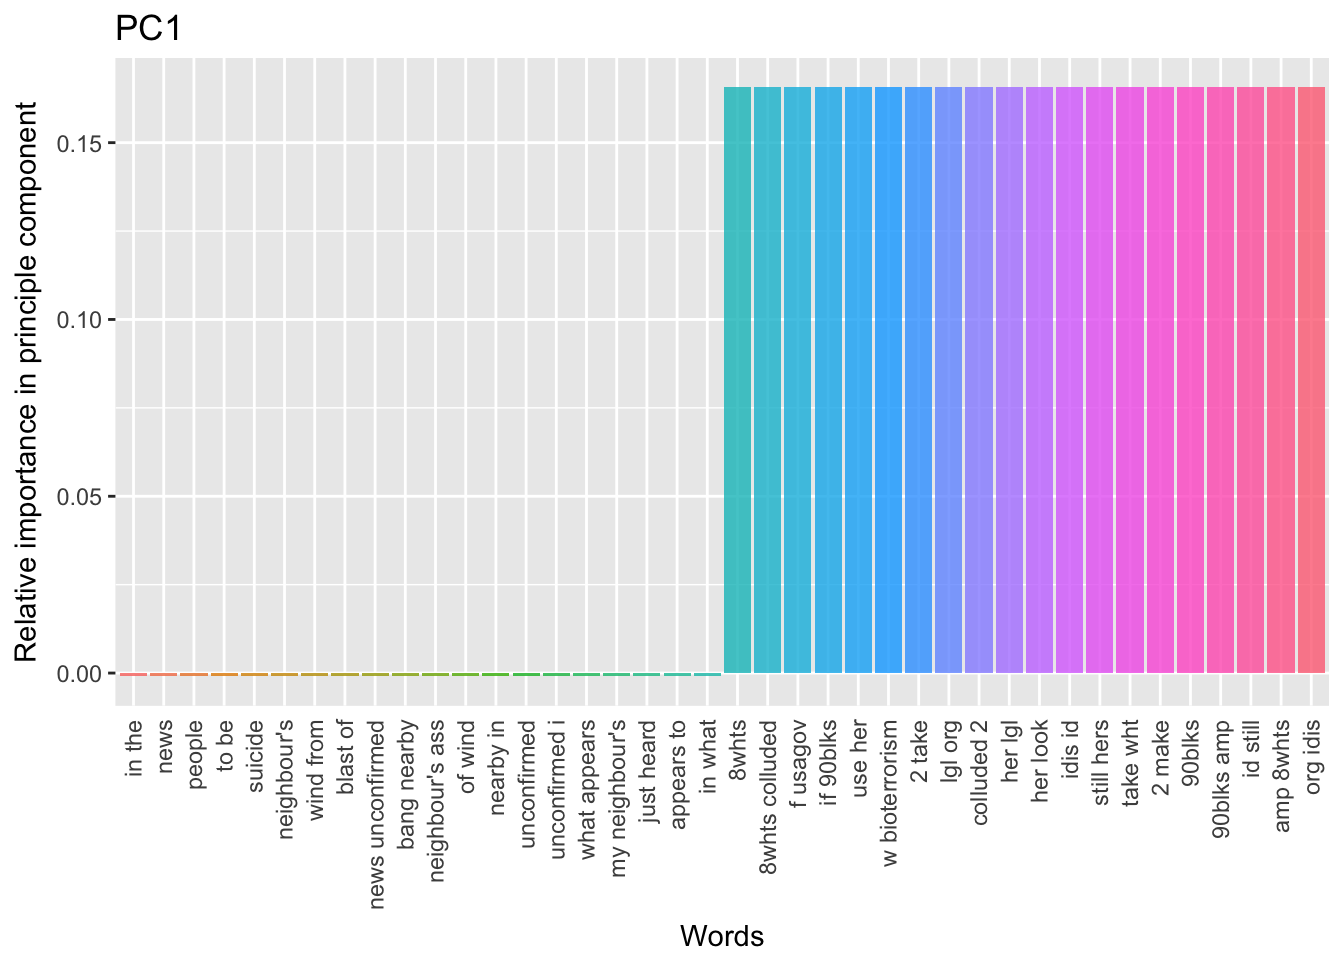 PC1
Relative importance in principle component
0.15
0.10
0.05
0.00
in the
news
people
to be
suicide
neighbour's
wind from
blast of
news unconfirmed
bang nearby
neighbour's ass
of wind
nearby in
unconfirmed
unconfirmed i
what appears
my neighbour's
just heard
appears to
in what
8whts
8whts colluded
f usagov
if 90blks
use her
w bioterrorism
2 take
lgl org
colluded 2
her lgl
her look
idis id
still hers
take wht
2 make
90blks
90blks amp
id still
amp 8whts
org idis
Words